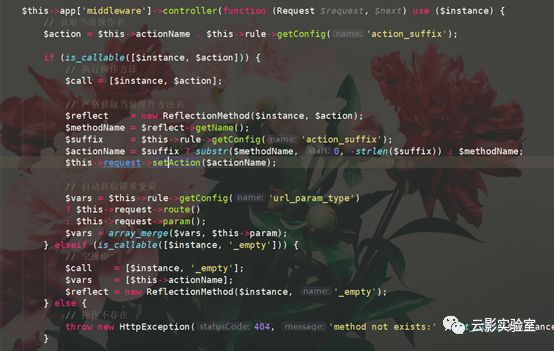 $this->app['middleware']->controller(function (Request $request, $next) use ($instance) {
// 获取当前操作名
$action = $this->actionName . $this->rule->getConfig( name: 'action_suffix');
if (is_callable([$instance, $action])) {
// 执行操作方法
$call = [$instance, $action];
// 严格获取当前操作方法名
$reflect = new ReflectionMethod($instance, $action);
$methodName = $reflect->getName();
$suffix = $this->rule->getConfig( name: 'action_suffix');
$actionName = $suffix ? substr($methodName, start: 0, -strlen($suffix)) : $methodName;
$this->request->setAction($actionName);
// 自动获取请求变量
$vars = $this->rule->getConfig( name: 'url_param_type')
? $this->request->route()
: $this->request->param();
$vars = array_merge($vars, $this->param);
} elseif (is_callable([$instance, '_empty'])) {
// 空操作
$call = [$instance, '_empty'];
$vars = [$this->actionName];
$reflect = new ReflectionMethod($instance, name: '_empty');
} else {
// 操作不存在
throw new HttpException( statusCode: 404, message: 'method not exists:'
}
云影实验室